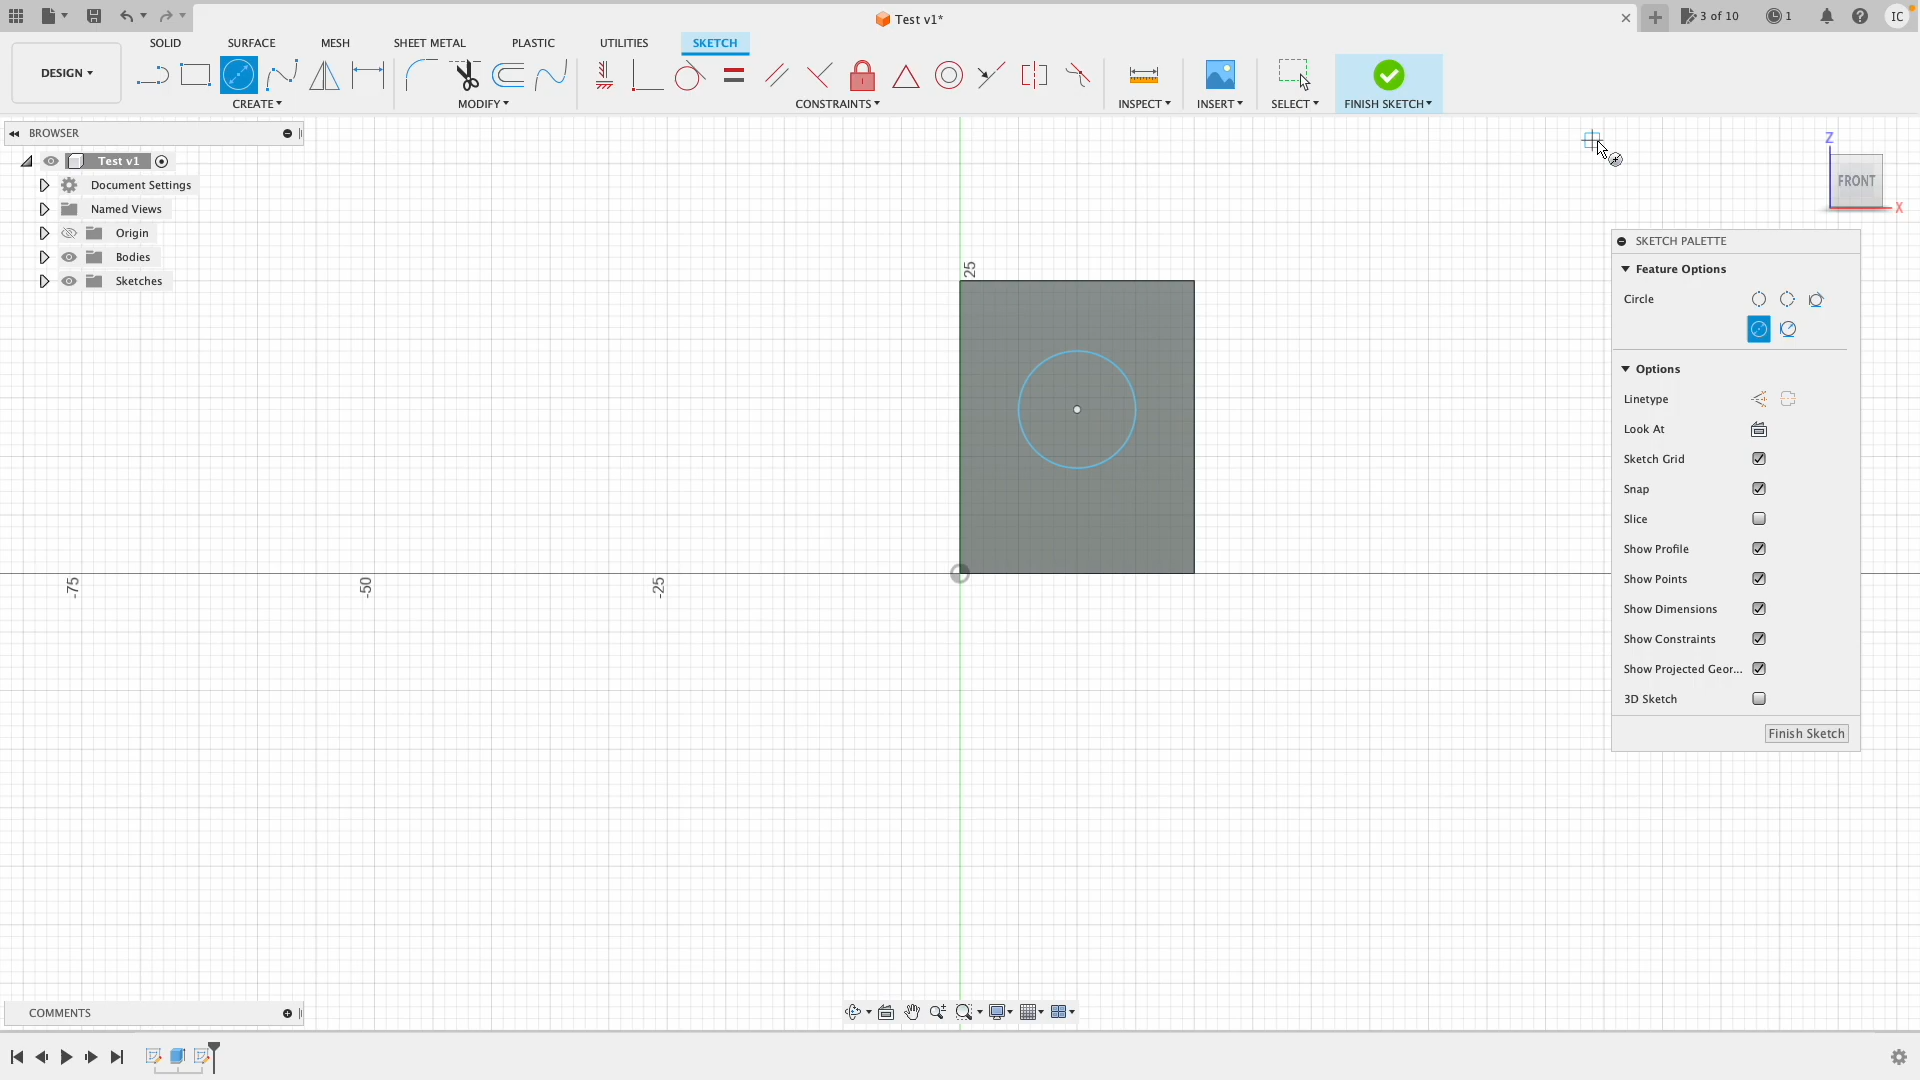 Test v1*
3 of 10
1
IC
DESIGN
SOLID
SURFACE
MESH
SHEET METAL
PLASTIC
UTILITIES
SKETCH
CREATE
MODIFY
CONSTRAINTS
INSPECT
INSERT
SELECT
FINISH SKETCH
BROWSER
Test v1
Document Settings
Named Views
Origin
Bodies
Sketches
Z
FRONT
X
25
-75
-50
-25
SKETCH PALETTE
Feature Options
Circle
Options
Linetype
Look At
Sketch Grid
Snap
Slice
Show Profile
Show Points
Show Dimensions
Show Constraints
Show Projected Geor...
3D Sketch
Finish Sketch
COMMENTS